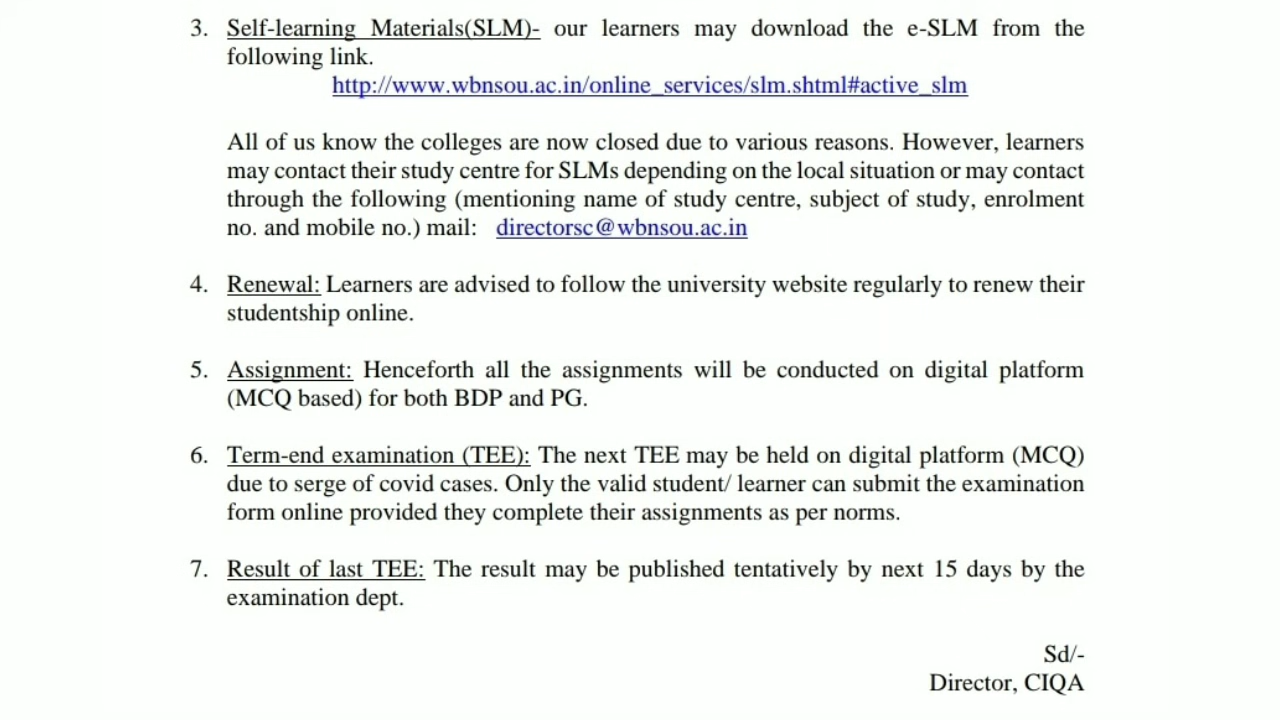 3. Self-learning Materials(SLM)- our learners may download the e-SLM from the
following link.
http://www.wbnsou.ac.in/online_services/slm.shtml#active_slm
All of us know the colleges are now closed due to various reasons. However, learners
may contact their study centre for SLMs depending on the local situation or may contact
through the following (mentioning name of study centre, subject of study, enrolment
no. and mobile no.) mail: directorsc@wbnsou.ac.in
4. Renewal: Learners are advised to follow the university website regularly to renew their
studentship online.
5. Assignment: Henceforth all the assignments will be conducted on digital platform
(MCQ based) for both BDP and PG.
6. Term-end examination (TEE): The next TEE may be held on digital platform (MCQ)
due to serge of covid cases. Only the valid student/ learner can submit the examination
form online provided they complete their assignments as per norms.
7. Result of last TEE: The result may be published tentatively by next 15 days by the
examination dept.
Sd/-
Director, CIQA